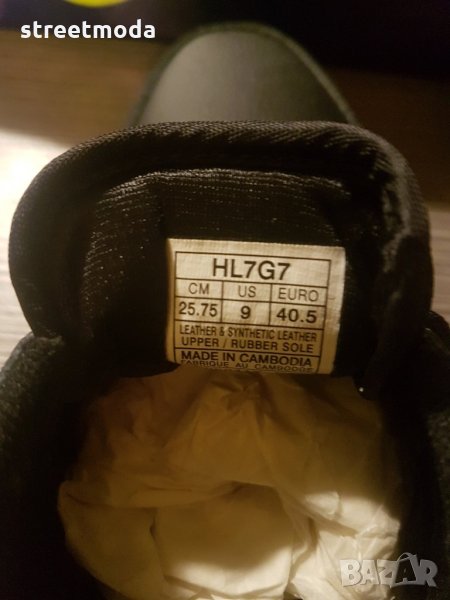 streetmoda
HL7G7
CM US EURO
25.75 9 40.5
LEATHER & SYNTHETIC LEATHER
UPPER / RUBBER SOLE
MADE IN CAMBODIA
FABRIQUE AU CAMBODGE
BAZAR